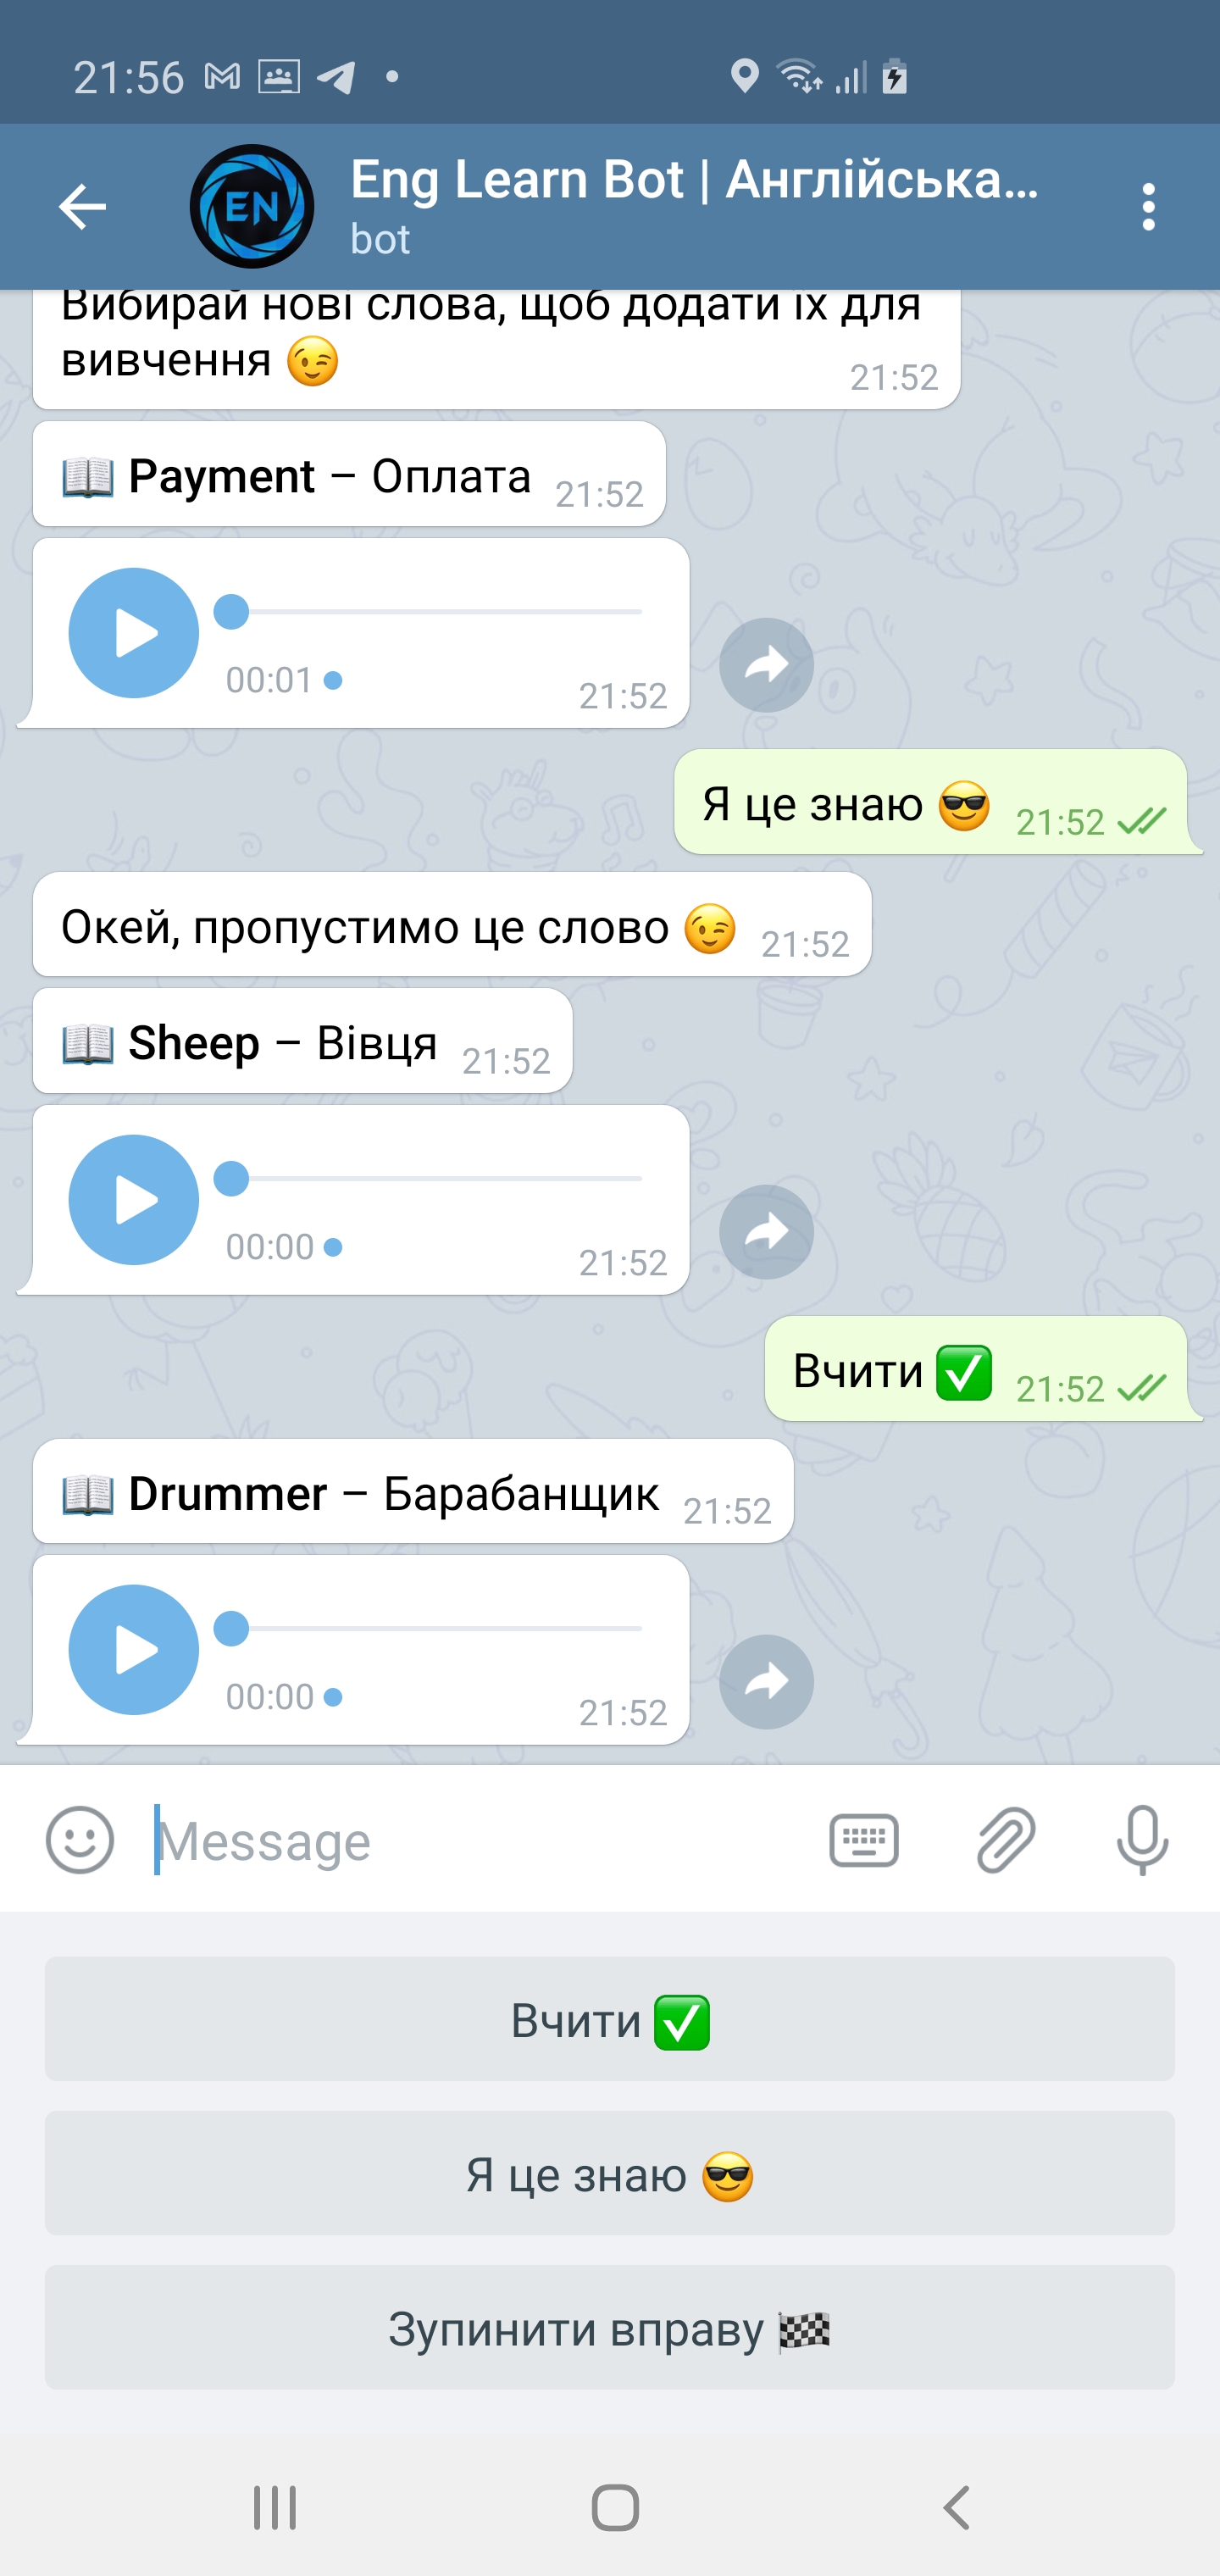 21:56
Eng Learn Bot | Англійська...
bot
Вибирай нові слова, щоб додати їх для
вивчення 😉 21:52
📖 Payment – Оплата 21:52
00:01 21:52
Я це знаю 😎 21:52
Окей, пропустимо це слово 😉 21:52
📖 Sheep – Вівця 21:52
00:00 21:52
Вчити ✅ 21:52
📖 Drummer – Барабанщик 21:52
00:00 21:52
Message
Вчити ✅
Я це знаю 😎
Зупинити вправу 🏁